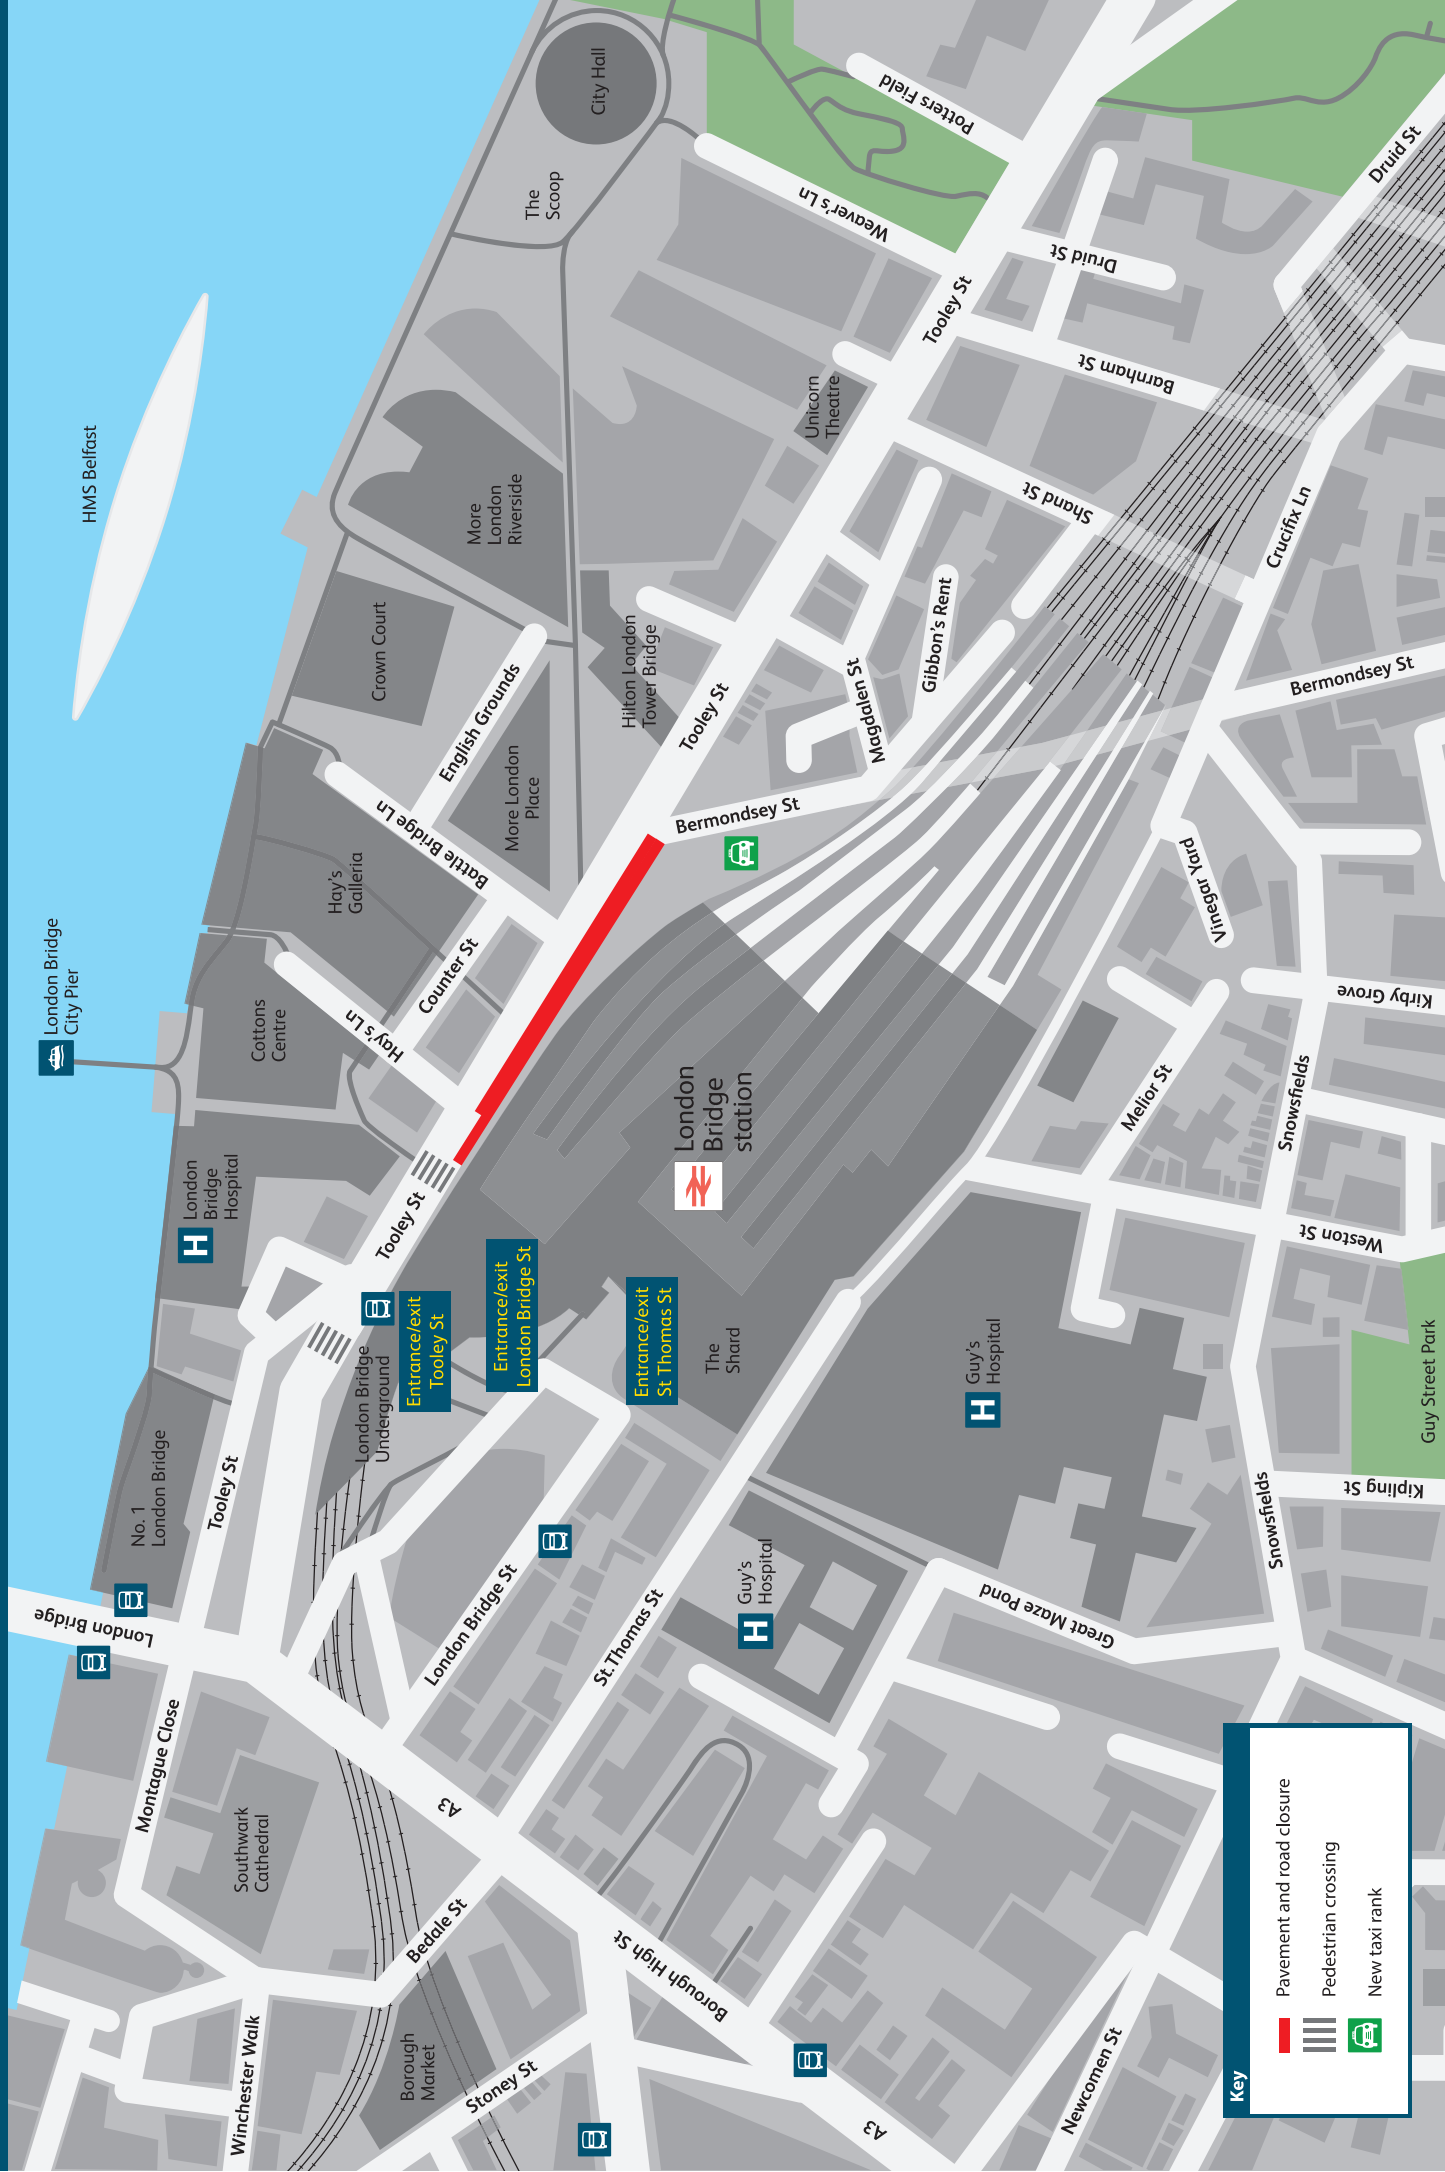 HMS Belfast
City Hall
The
Scoop
Potters Field
Weaver's Ln
Druid St
Druid St
Tooley St
Barnham St
Unicorn
Theatre
Shand St
Crucifix Ln
More
London
Riverside
Crown Court
English Grounds
Hilton London
Tower Bridge
Tooley St
Magdalen St
Gibbon's Rent
Bermondsey St
Bermondsey St
More London
Place
Battle Bridge Ln
Hay's
Galleria
Counter St
Hay's Ln
Cottons
Centre
London Bridge
City Pier
Vinegar Yard
Kirby Grove
Snowsfields
Melior St
Weston St
London
Bridge
station
H
London
Bridge
Hospital
Tooley St
Entrance/exit
Tooley St
Entrance/exit
London Bridge St
Entrance/exit
St Thomas St
The
Shard
London Bridge
Underground
H
Guy's
Hospital
Guy Street Park
Kipling St
Snowsfields
No. 1
London Bridge
Tooley St
London Bridge
London Bridge St
St. Thomas St
H
Guy's
Hospital
Great Maze Pond
Montague Close
Southwark
Cathedral
A3
Bedale St
Borough High St
Borough
Market
Winchester Walk
Stoney St
A3
Newcomen St
Key
Pavement and road closure
Pedestrian crossing
New taxi rank